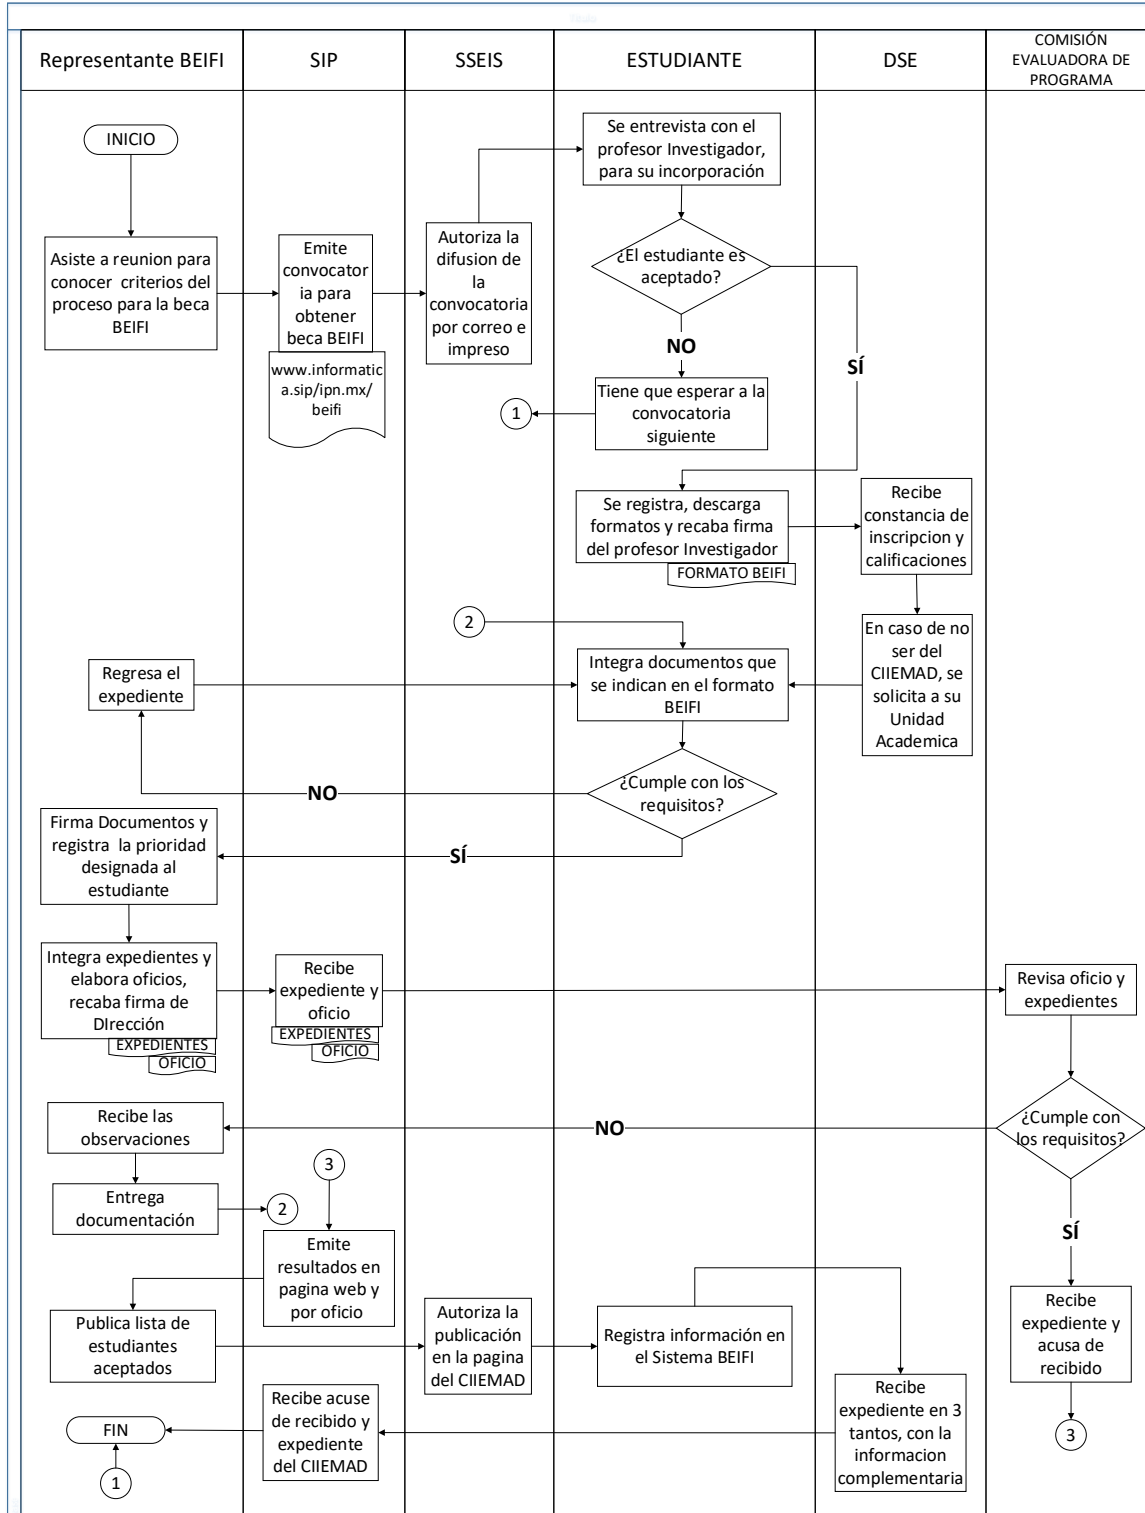 Representante BEIFI
SIP
SSEIS
ESTUDIANTE
DSE
COMISIÓN
EVALUADORA DE
PROGRAMA
INICIO
Se entrevista con el
profesor Investigador,
para su incorporación
Asiste a reunion para
conocer criterios del
proceso para la beca
BEIFI
Emite
convocator
ia para
obtener
beca BEIFI
www.informatic
a.sip/ipn.mx/
beifi
Autoriza la
difusion de
la
convocatoria
por correo e
impreso
¿El estudiante es
aceptado?
NO
SÍ
Tiene que esperar a la
convocatoria
siguiente
1
Se registra, descarga
formatos y recaba firma
del profesor Investigador
FORMATO BEIFI
Recibe
constancia de
inscripcion y
calificaciones
2
Regresa el
expediente
Integra documentos que
se indican en el formato
BEIFI
En caso de no
ser del
CIIEMAD, se
solicita a su
Unidad
Academica
¿Cumple con los
requisitos?
NO
SÍ
Firma Documentos y
registra la prioridad
designada al
estudiante
Integra expedientes y
elabora oficios,
recaba firma de
DIrección
EXPEDIENTES
OFICIO
Recibe
expediente y
oficio
EXPEDIENTES
OFICIO
Revisa oficio y
expedientes
¿Cumple con
los requisitos?
NO
SÍ
Recibe las
observaciones
Entrega
documentación
2
3
Emite
resultados en
pagina web y
por oficio
Publica lista de
estudiantes
aceptados
Autoriza la
publicación
en la pagina
del CIIEMAD
Registra información en
el Sistema BEIFI
Recibe
expediente y
acusa de
recibido
3
Recibe
expediente en 3
tantos, con la
informacion
complementaria
Recibe acuse
de recibido y
expediente
del CIIEMAD
FIN
1